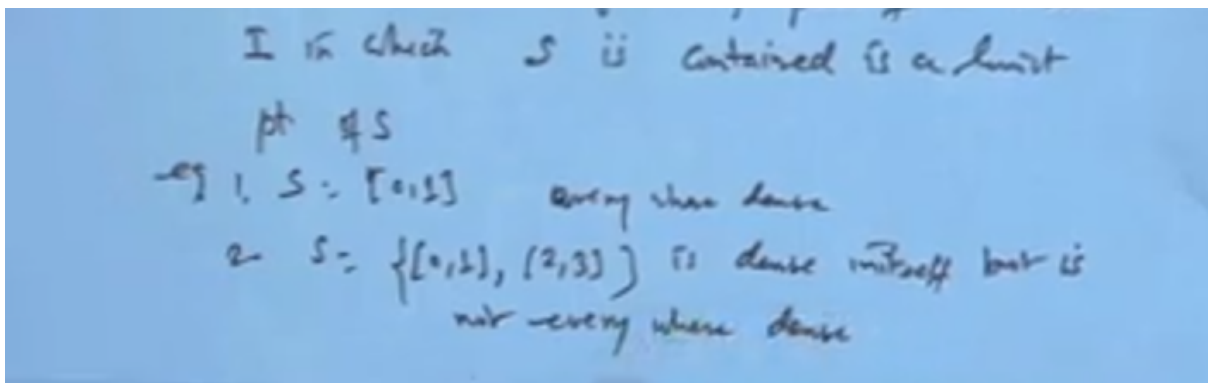 I in which S is contained is a limit
pt of S
eg 1. S = [0,1] every where dense
2 S = {[0,1], (2,3]} is dense initself but is
not every where dense